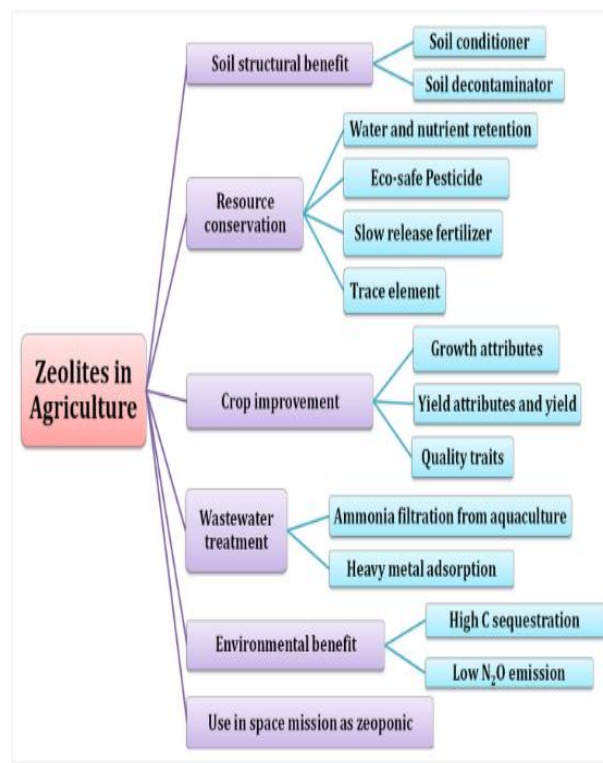 Zeolites in
Agriculture
Soil structural benefit
Soil conditioner
Soil decontaminator
Resource
conservation
Water and nutrient retention
Eco-safe Pesticide
Slow release fertilizer
Trace element
Crop improvement
Growth attributes
Yield attributes and yield
Quality traits
Wastewater
treatment
Ammonia filtration from aquaculture
Heavy metal adsorption
Environmental benefit
High C sequestration
Low N₂O emission
Use in space mission as zeoponic